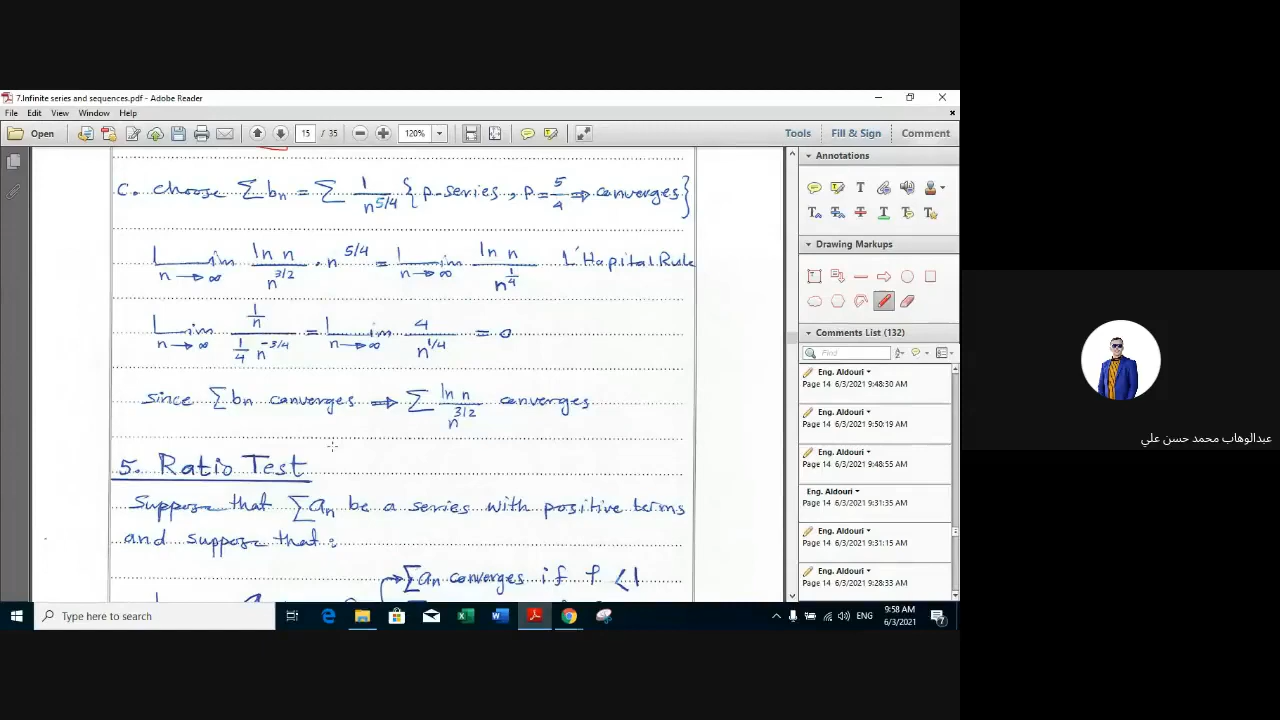 7.Infinite series and sequences.pdf - Adobe Reader
File Edit View Window Help
Open 15 / 35 120% Tools Fill & Sign Comment
c. choose ∑ bn = ∑ 1/n^5/4 { p-series, p = 5/4 ⇒ converges }
Lim n→∞ ln n / n^3/2 . n^5/4 = Lim n→∞ ln n / n^1/4 L'Hapital Rule
Lim n→∞ (1/n) / (1/4 n^-3/4) = Lim n→∞ 4 / n^1/4 = 0
since ∑ bn canverges ⇒ ∑ ln n / n^3/2 canverges
5. Ratio Test
Suppose that ∑ an be a series with positive terms
and suppose that:
∑ an canverges if ρ < 1
Annotations
Drawing Markups
Comments List (132)
Find
Eng. Aldouri
Page 14 6/3/2021 9:48:30 AM
Eng. Aldouri
Page 14 6/3/2021 9:50:19 AM
Eng. Aldouri
Page 14 6/3/2021 9:48:55 AM
Eng. Aldouri
Page 14 6/3/2021 9:31:35 AM
Eng. Aldouri
Page 14 6/3/2021 9:31:15 AM
Eng. Aldouri
Page 14 6/3/2021 9:28:33 AM
Type here to search
ENG
9:58 AM
6/3/2021
عبدالوهاب محمد حسن علي